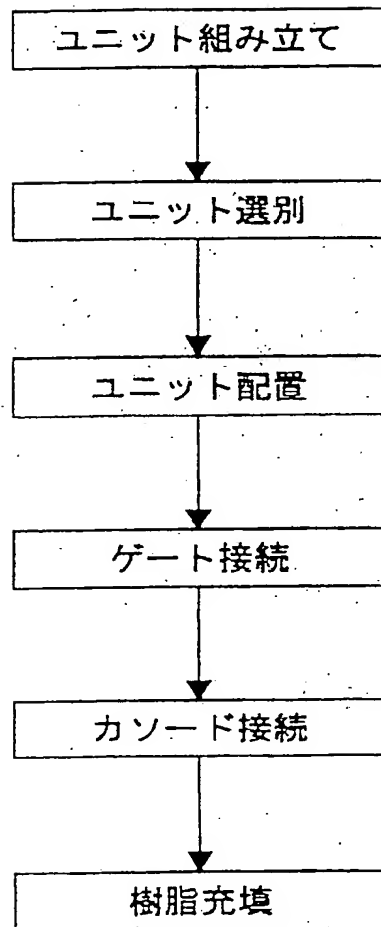 ユニット組み立て
ユニット選別
ユニット配置
ゲート接続
カソード接続
樹脂充填